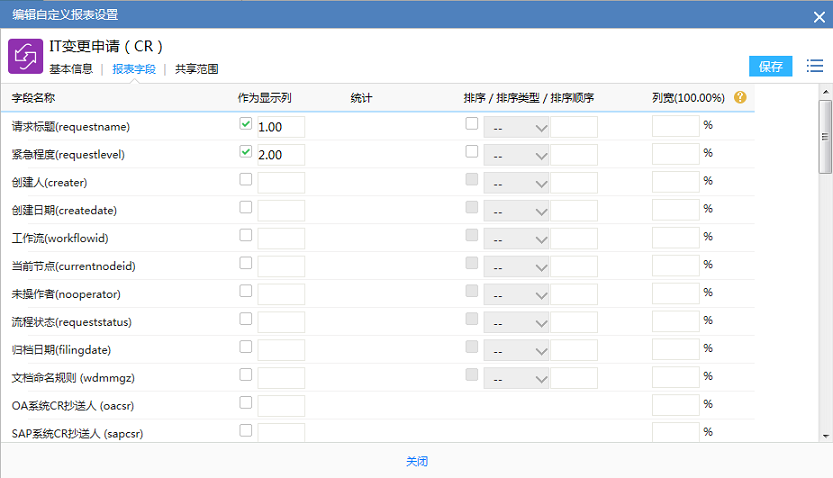 编辑自定义报表设置
IT变更申请（CR）
基本信息 | 报表字段 | 共享范围
保存
字段名称 作为显示列 统计 排序 / 排序类型 / 排序顺序 列宽(100.00%) ?
请求标题(requestname) 1.00 -- %
紧急程度(requestlevel) 2.00 -- %
创建人(creater) -- %
创建日期(createdate) -- %
工作流(workflowid) -- %
当前节点(currentnodeid) -- %
未操作者(nooperator) -- %
流程状态(requeststatus) -- %
归档日期(filingdate) -- %
文档命名规则 (wdmmgz) -- %
OA系统CR抄送人 (oacsr) %
SAP系统CR抄送人 (sapcsr) %
关闭